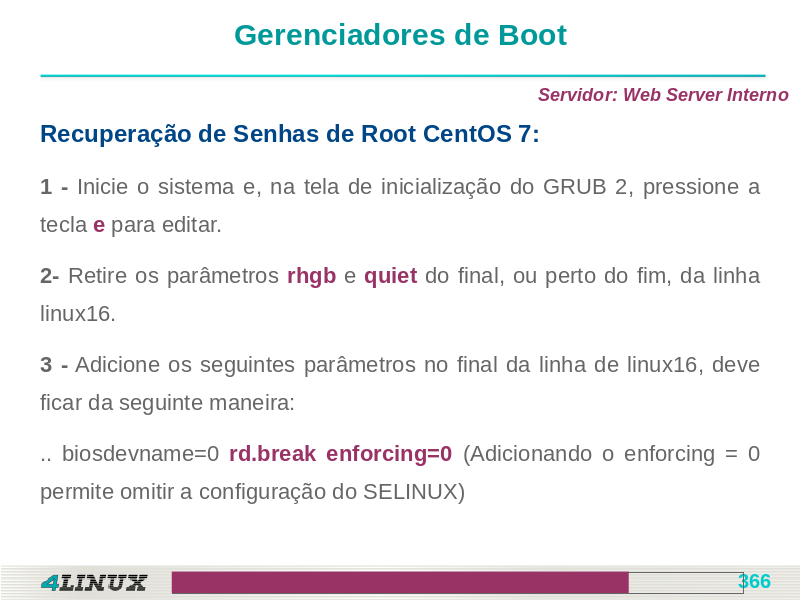 Gerenciadores de Boot
Servidor: Web Server Interno
Recuperação de Senhas de Root CentOS 7:
1 - Inicie o sistema e, na tela de inicialização do GRUB 2, pressione a
tecla e para editar.
2- Retire os parâmetros rhgb e quiet do final, ou perto do fim, da linha
linux16.
3 - Adicione os seguintes parâmetros no final da linha de linux16, deve
ficar da seguinte maneira:
.. biosdevname=0 rd.break enforcing=0 (Adicionando o enforcing = 0
permite omitir a configuração do SELINUX)
4LINUX
366